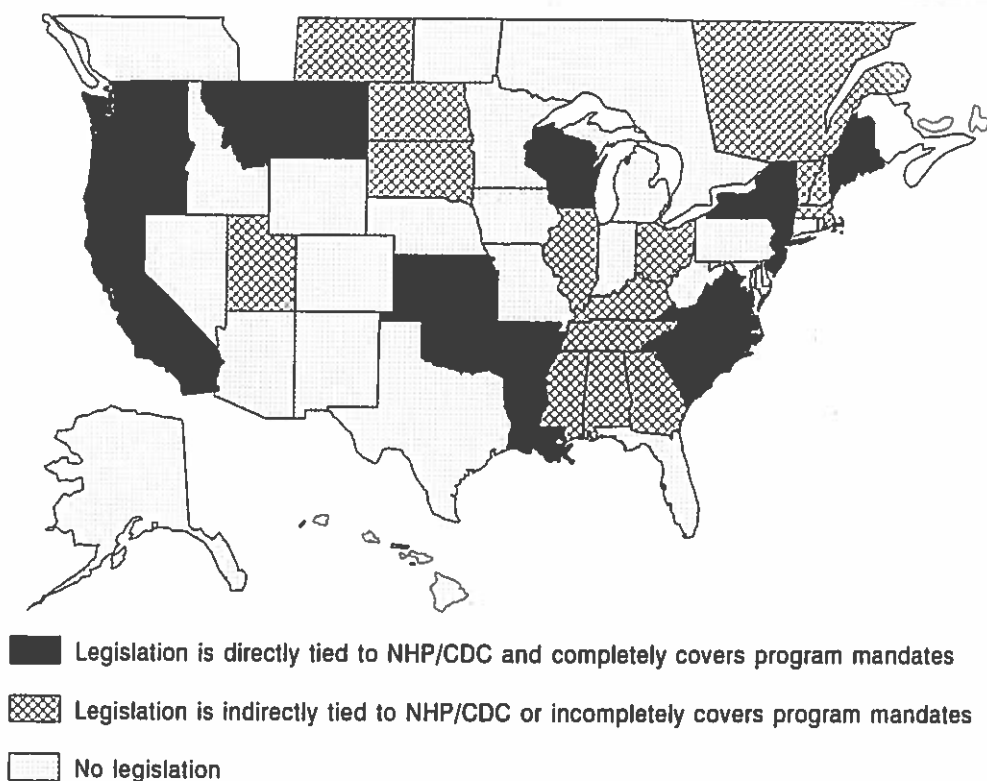 Legislation is directly tied to NHP/CDC and completely covers program mandates
Legislation is indirectly tied to NHP/CDC or incompletely covers program mandates
No legislation